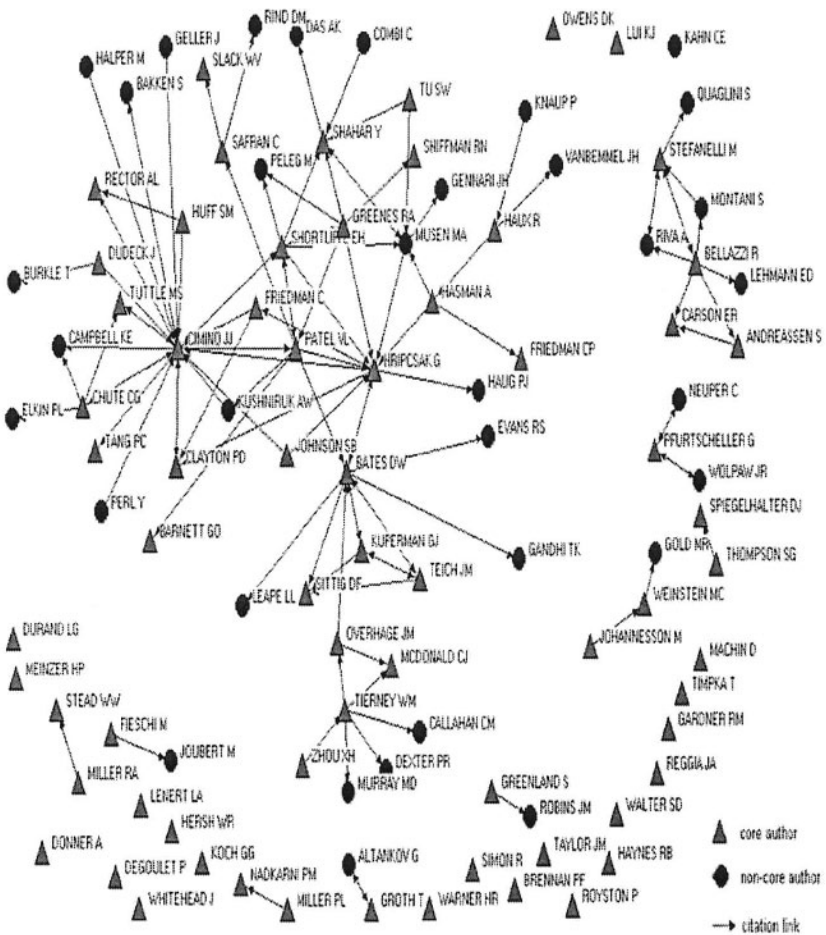 RIND DM
DAS AK
COMBI C
OWENS DK
LUI KJ
KAHN CE
GELLER J
HALPER M
BAKKEN S
SLACK WV
TU SW
KNAUP P
QUAGLINI S
SAFRAN C
SHAHAR Y
PELEG M
SHIFFMAN RN
VANBEMMEL JH
STEFANELLI M
RECTOR AL
GENNARI JH
MONTANI S
HUFF SM
GREENES RA
HAUX R
SHORTLIFFE EH
MUSEN MA
RIVA A
BELLAZZI R
DUDECK J
BURKLE T
LEHMANN ED
TUTTLE MS
FRIEDMAN C
HASMAN A
CARSON ER
CAMPBELL KE
CIMINO JJ
PATEL VL
ANDREASSEN S
HRIPCSAK G
FRIEDMAN CP
HAUG PJ
CHUTE CG
KUSHNIRUK AW
NEUPER C
ELKIN PL
EVANS RS
TANG PC
CLAYTON PD
JOHNSON SB
BATES DW
PFURTSCHELLER G
WOLPAW JR
PERL Y
SPIEGELHALTER DJ
BARNETT GO
KUPERMAN GJ
GANDHI TK
GOLD MR
THOMPSON SG
TEICH JM
SITTIG DF
LEAPE LL
WEINSTEIN MC
DURAND LG
OVERHAGE JM
JOHANNESSON M
MCDONALD CJ
MACHIN D
MEINZER HP
TIMPKA T
STEAD WW
TIERNEY WM
FIESCHI M
CALLAHAN CM
GARDNER RM
JOUBERT M
ZHOU XH
DEXTER PR
REGGIA JA
MILLER RA
MURRAY MD
GREENLAND S
LENERT LA
ROBINS JM
WALTER SD
HERSH WR
core author
DONNER A
KOCH GG
ALTANKOV G
TAYLOR JM
HAYNES RB
DEGOULET P
SIMON R
non-core author
NADKARNI PM
BRENNAN PF
WHITEHEAD J
MILLER PL
GROTH T
WARNER HR
ROYSTON P
citation link